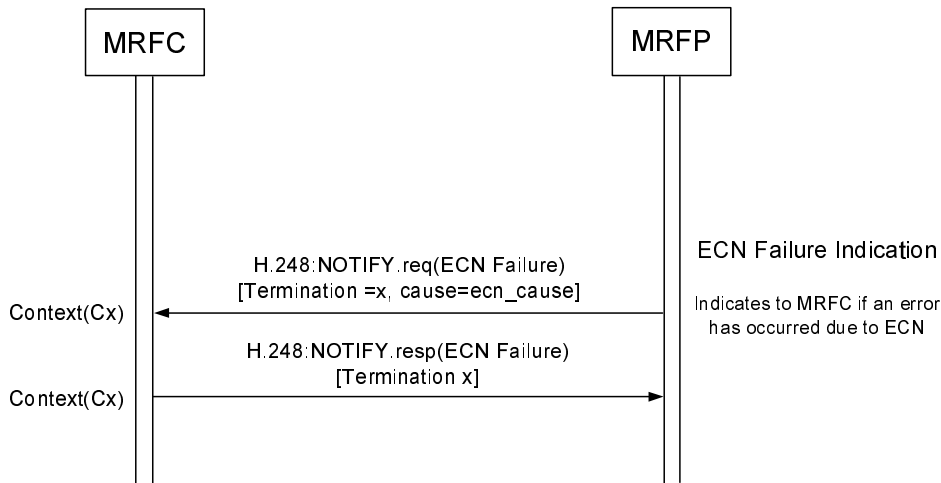 MRFC
MRFP
ECN Failure Indication
H.248:NOTIFY.req(ECN Failure)
[Termination =x, cause=ecn_cause]
Indicates to MRFC if an error
has occurred due to ECN
Context(Cx)
H.248:NOTIFY.resp(ECN Failure)
[Termination x]
Context(Cx)